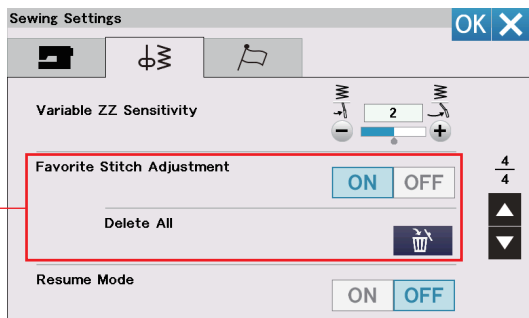 Sewing Settings
OK
Variable ZZ Sensitivity
2
Favorite Stitch Adjustment
ON OFF
4
4
Delete All
Resume Mode
ON OFF